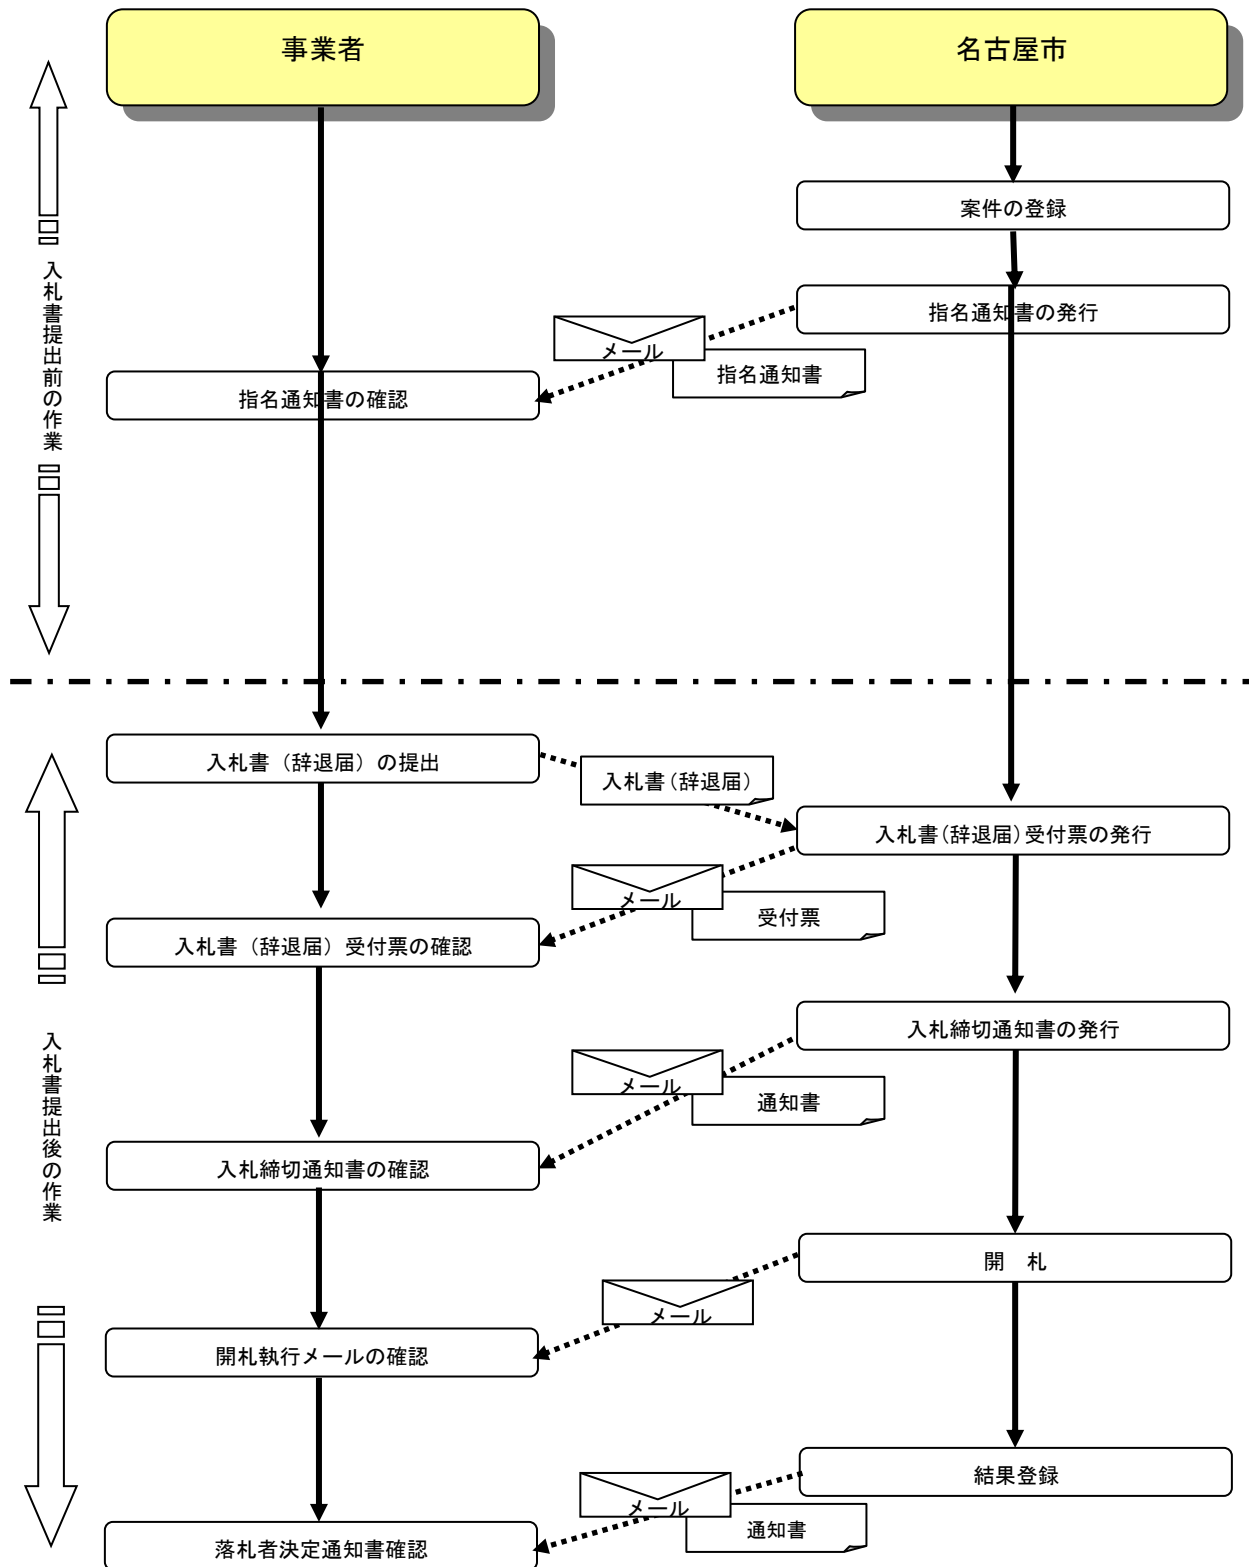 事業者
名古屋市
案件の登録
指名通知書の発行
メール
指名通知書
指名通知書の確認
入札書提出前の作業
入札書（辞退届）の提出
入札書（辞退届）
入札書（辞退届）受付票の発行
メール
受付票
入札書（辞退届）受付票の確認
入札締切通知書の発行
メール
通知書
入札書提出後の作業
入札締切通知書の確認
開　札
メール
開札執行メールの確認
結果登録
メール
通知書
落札者決定通知書確認